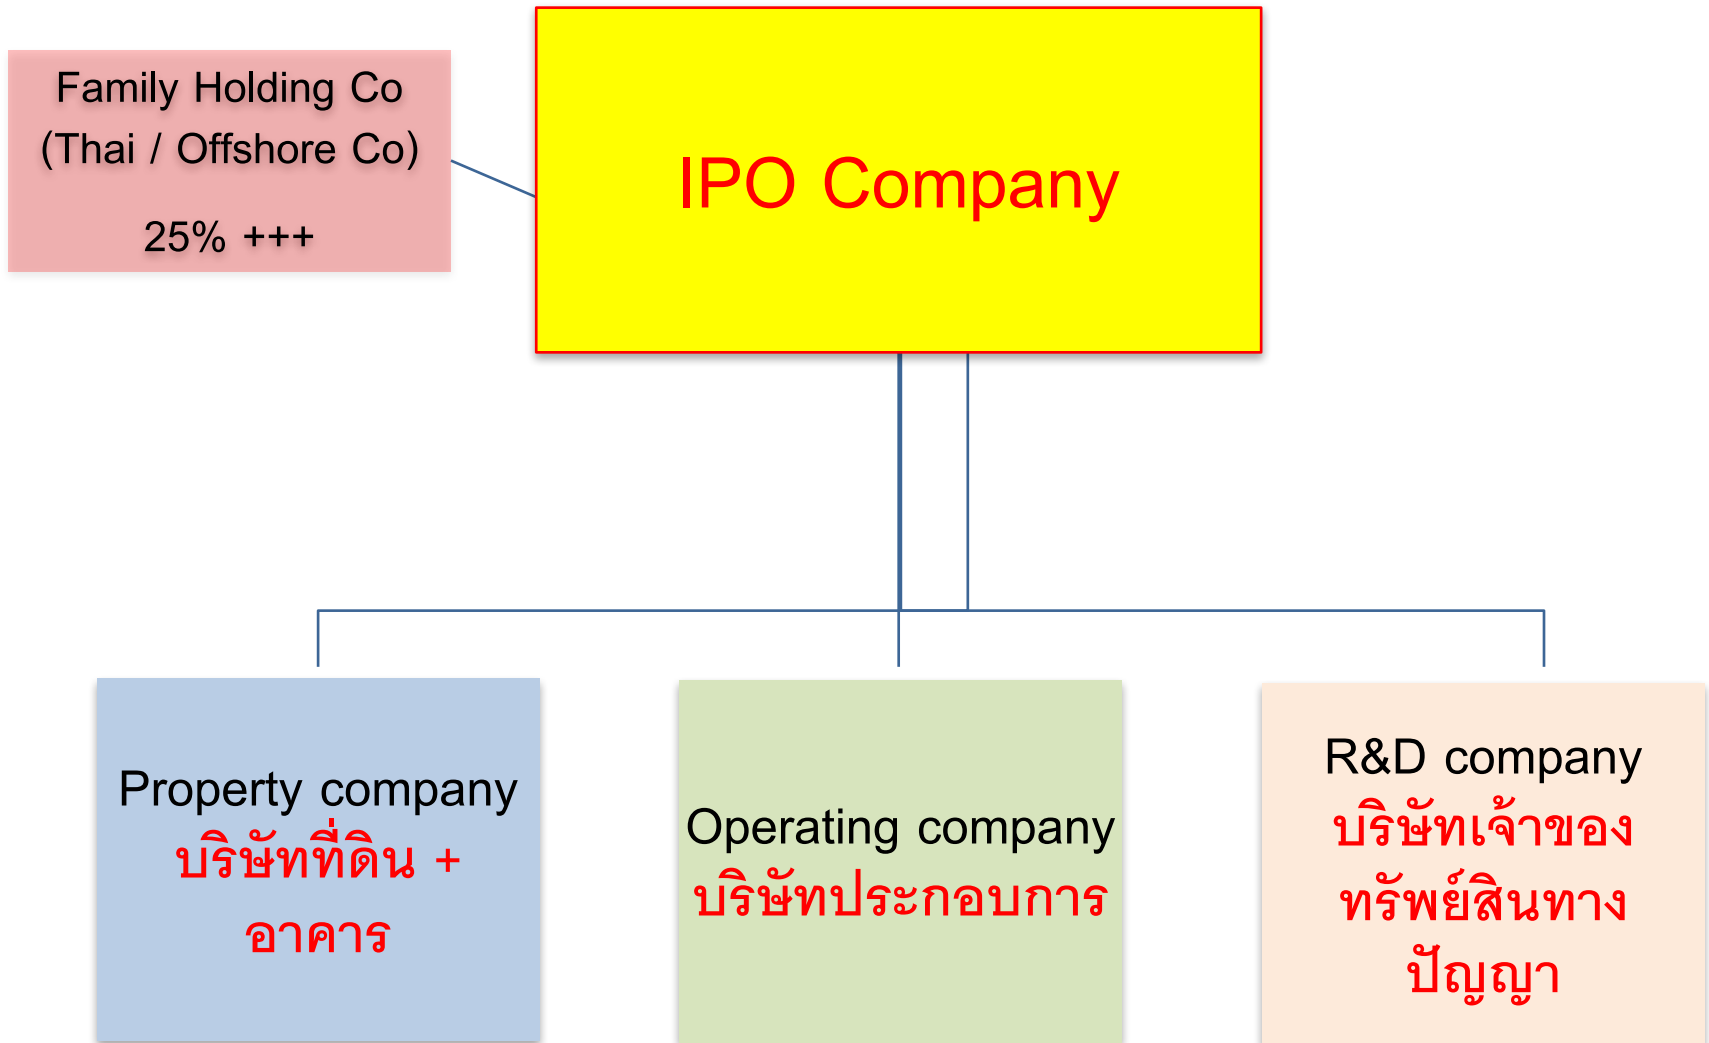 Family Holding Co
(Thai / Offshore Co)
25% +++
IPO Company
Property company
บริษัทที่ดิน +
อาคาร
Operating company
บริษัทประกอบการ
R&D company
บริษัทเจ้าของ
ทรัพย์สินทาง
ปัญญา